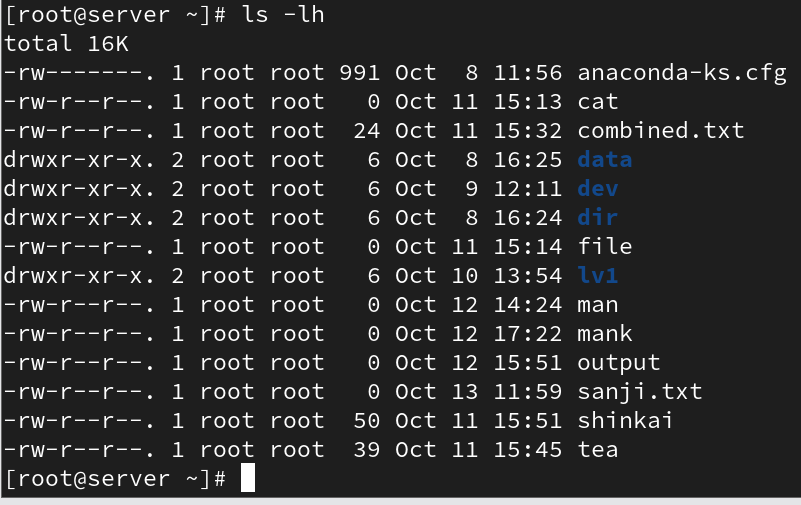 [root@server ~]# ls -lh
total 16K
-rw-------. 1 root root 991 Oct  8 11:56 anaconda-ks.cfg
-rw-r--r--. 1 root root   0 Oct 11 15:13 cat
-rw-r--r--. 1 root root  24 Oct 11 15:32 combined.txt
drwxr-xr-x. 2 root root   6 Oct  8 16:25 data
drwxr-xr-x. 2 root root   6 Oct  9 12:11 dev
drwxr-xr-x. 2 root root   6 Oct  8 16:24 dir
-rw-r--r--. 1 root root   0 Oct 11 15:14 file
drwxr-xr-x. 2 root root   6 Oct 10 13:54 lv1
-rw-r--r--. 1 root root   0 Oct 12 14:24 man
-rw-r--r--. 1 root root   0 Oct 12 17:22 mank
-rw-r--r--. 1 root root   0 Oct 12 15:51 output
-rw-r--r--. 1 root root   0 Oct 13 11:59 sanji.txt
-rw-r--r--. 1 root root  50 Oct 11 15:51 shinkai
-rw-r--r--. 1 root root  39 Oct 11 15:45 tea
[root@server ~]#